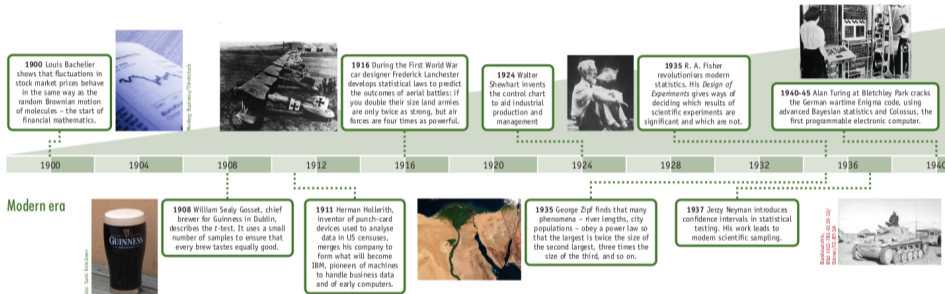 1900 Louis Bachelier
shows that fluctuations in
stock market prices behave
in the same way as the
random Brownian motion
of molecules – the start of
financial mathematics.
Monkey Business/Thinkstock
1916 During the First World War
car designer Frederick Lanchester
develops statistical laws to predict
the outcomes of aerial battles: if
you double their size land armies
are only twice as strong, but air
forces are four times as powerful.
1924 Walter
Shewhart invents
the control chart
to aid industrial
production and
management
1935 R. A. Fisher
revolutionises modern
statistics. His Design of
Experiments gives ways of
deciding which results of
scientific experiments are
significant and which are not.
1940-45 Alan Turing at Bletchley Park cracks
the German wartime Enigma code, using
advanced Bayesian statistics and Colossus, the
first programmable electronic computer.
1900 1904 1908 1912 1916 1920 1924 1928 1932 1936 1940
Modern era
GUINNESS
1908 William Sealy Gosset, chief
brewer for Guinness in Dublin,
describes the t-test. It uses a small
number of samples to ensure that
every brew tastes equally good.
1911 Herman Hollerith,
inventor of punch-card
devices used to analyse
data in US censuses,
merges his company to
form what will become
IBM, pioneers of machines
to handle business data
and of early computers.
1935 George Zipf finds that many
phenomena – river lengths, city
populations – obey a power law so
that the largest is twice the size of
the second largest, three times the
size of the third, and so on.
1937 Jerzy Neyman introduces
confidence intervals in statistical
testing. His work leads to
modern scientific sampling.